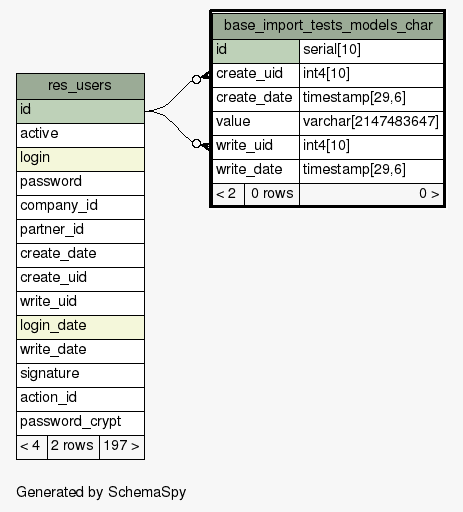 base_import_tests_models_char
id serial[10]
create_uid int4[10]
create_date timestamp[29,6]
value varchar[2147483647]
write_uid int4[10]
write_date timestamp[29,6]
< 2 0 rows 0 >
res_users
id
active
login
password
company_id
partner_id
create_date
create_uid
write_uid
login_date
write_date
signature
action_id
password_crypt
< 4 2 rows 197 >
Generated by SchemaSpy